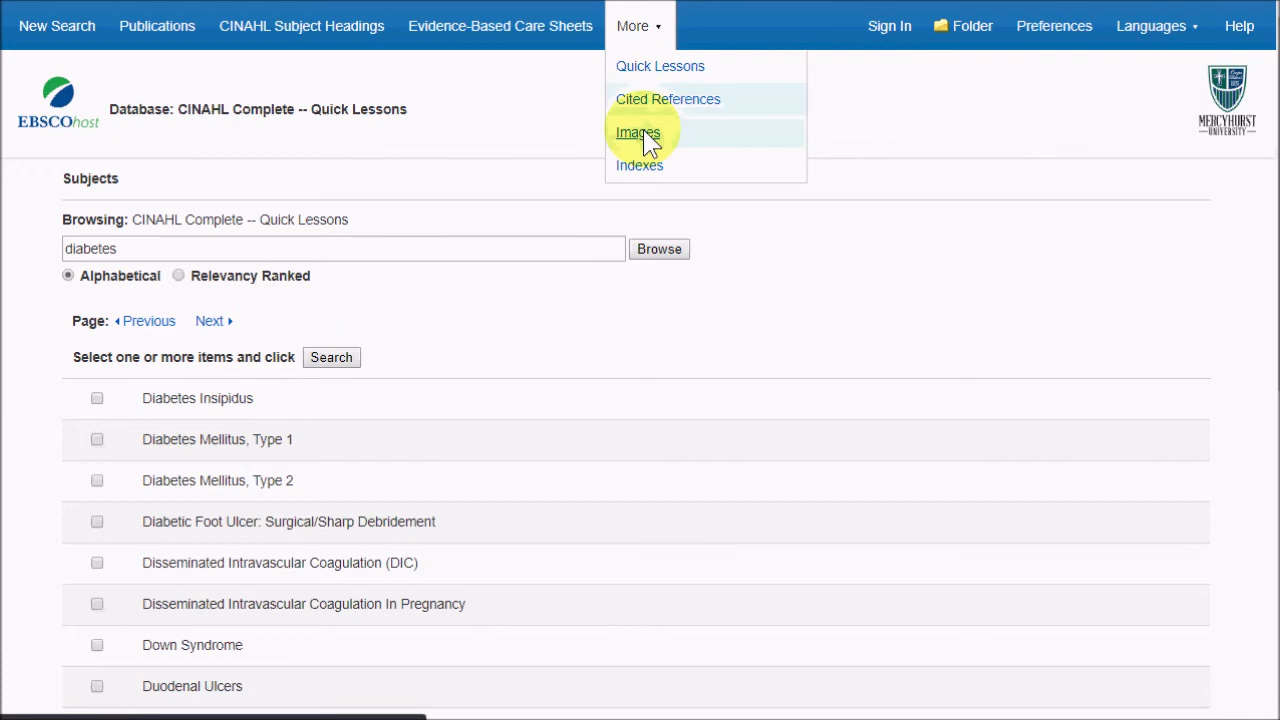 New Search Publications CINAHL Subject Headings Evidence-Based Care Sheets More Sign In Folder Preferences Languages Help
Quick Lessons
Cited References
Images
Indexes
EBSCOhost
Database: CINAHL Complete -- Quick Lessons
MERCYHURST
UNIVERSITY
Subjects
Browsing: CINAHL Complete -- Quick Lessons
diabetes Browse
Alphabetical Relevancy Ranked
Page: Previous Next
Select one or more items and click Search
Diabetes Insipidus
Diabetes Mellitus, Type 1
Diabetes Mellitus, Type 2
Diabetic Foot Ulcer: Surgical/Sharp Debridement
Disseminated Intravascular Coagulation (DIC)
Disseminated Intravascular Coagulation In Pregnancy
Down Syndrome
Duodenal Ulcers